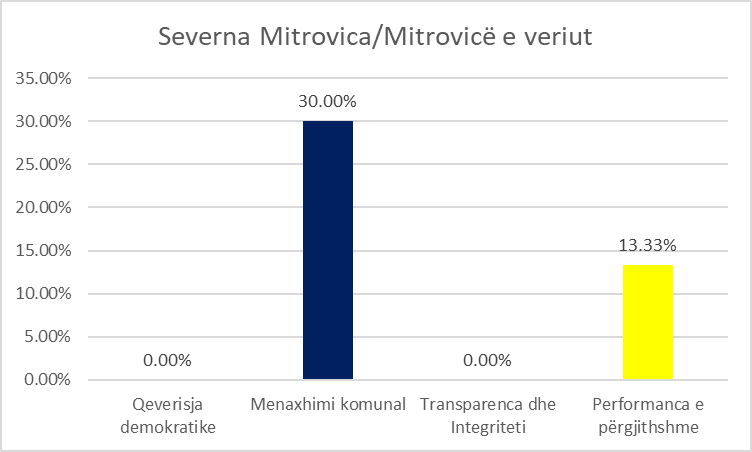 Severna Mitrovica/Mitrovicë e veriut
35.00%
30.00%
25.00%
20.00%
15.00%
10.00%
5.00%
0.00%
0.00%
30.00%
0.00%
13.33%
Qeverisja
demokratike
Menaxhimi komunal
Transparenca dhe
Integriteti
Performanca e
përgjithshme